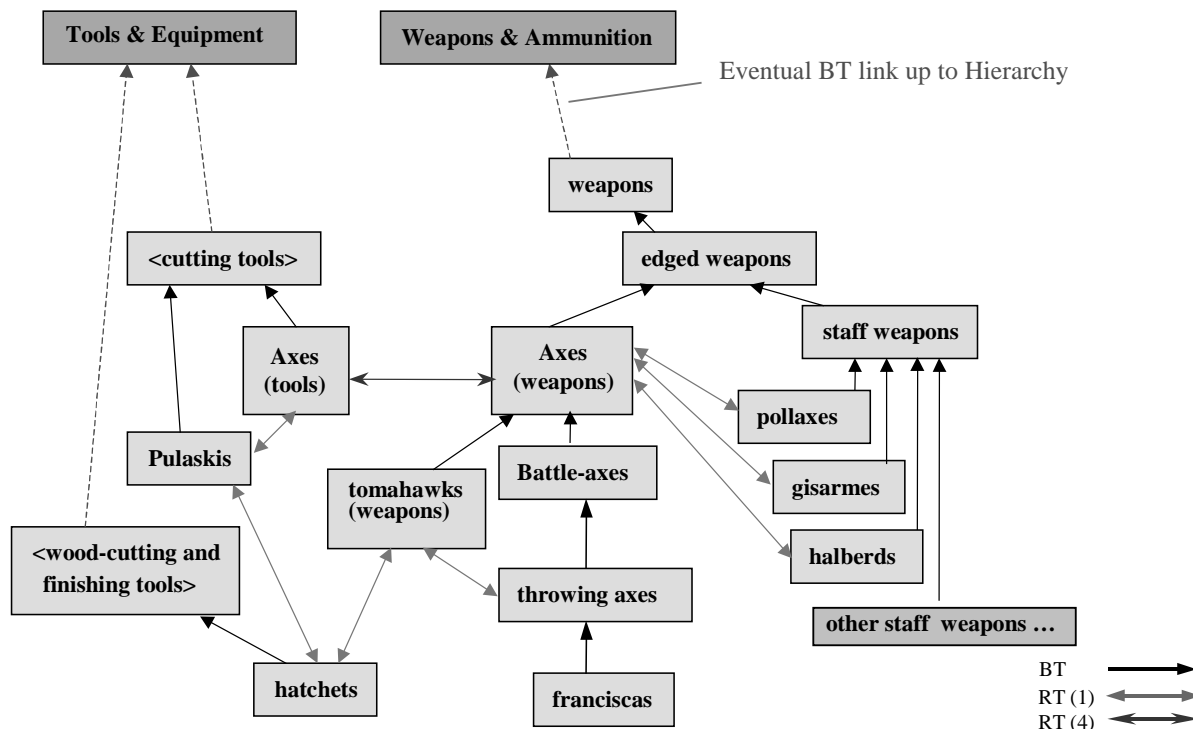 Tools & Equipment
Weapons & Ammunition
Eventual BT link up to Hierarchy
weapons
<cutting tools>
edged weapons
Axes
(tools)
Axes
(weapons)
staff weapons
pollaxes
Pulaskis
tomahawks
(weapons)
Battle-axes
gisarmes
<wood-cutting and
finishing tools>
halberds
throwing axes
other staff weapons …
hatchets
franciscas
BT
RT (1)
RT (4)